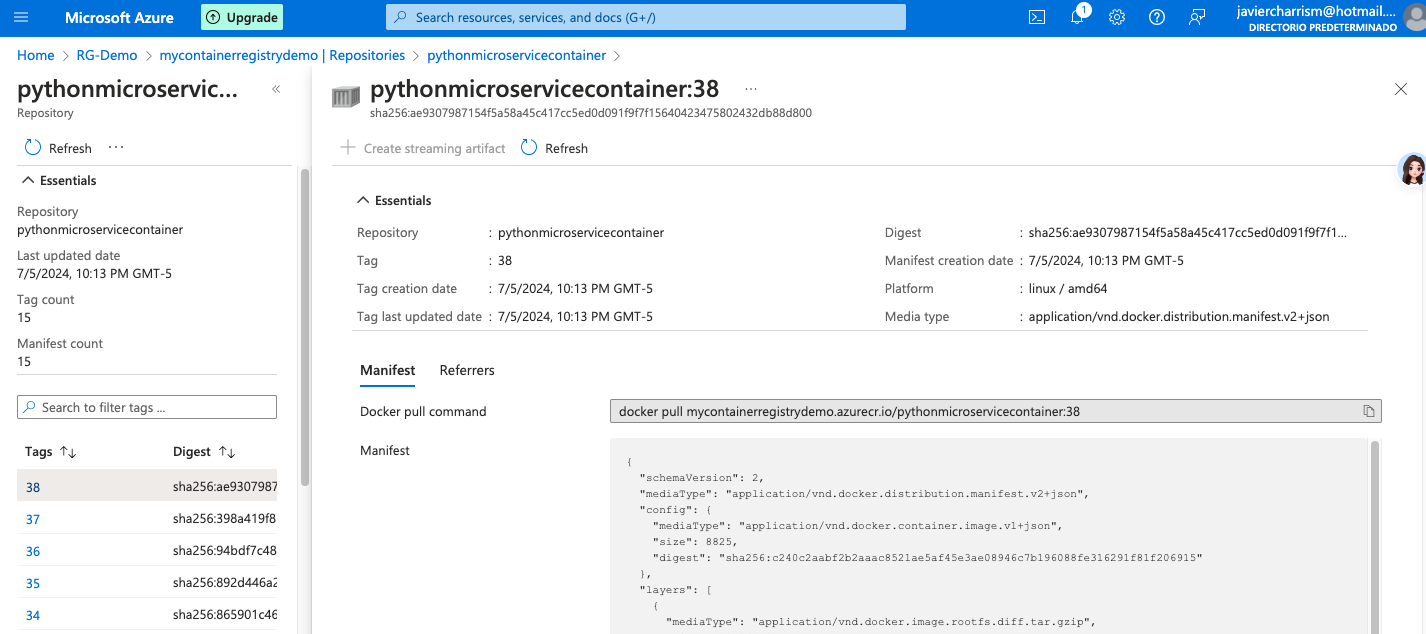 Microsoft Azure
Upgrade
Search resources, services, and docs (G+/)
1
javiercharrism@hotmail....
DIRECTORIO PREDETERMINADO
Home > RG-Demo > mycontainerregistrydemo | Repositories > pythonmicroservicecontainer >
pythonmicroservic... «
Repository
Refresh ...
Essentials
Repository
pythonmicroservicecontainer
Last updated date
7/5/2024, 10:13 PM GMT-5
Tag count
15
Manifest count
15
Search to filter tags ...
Tags ↑↓ Digest ↑↓
38 sha256:ae9307987
37 sha256:398a419f8
36 sha256:94bdf7c48
35 sha256:892d446a2
34 sha256:865901c46
pythonmicroservicecontainer:38 ...
sha256:ae9307987154f5a58a45c417cc5ed0d091f9f7f15640423475802432db88d800
Create streaming artifact Refresh
Essentials
Repository : pythonmicroservicecontainer
Tag : 38
Tag creation date : 7/5/2024, 10:13 PM GMT-5
Tag last updated date : 7/5/2024, 10:13 PM GMT-5
Digest : sha256:ae9307987154f5a58a45c417cc5ed0d091f9f7f1...
Manifest creation date : 7/5/2024, 10:13 PM GMT-5
Platform : linux / amd64
Media type : application/vnd.docker.distribution.manifest.v2+json
Manifest Referrers
Docker pull command docker pull mycontainerregistrydemo.azurecr.io/pythonmicroservicecontainer:38
Manifest
{
"schemaVersion": 2,
"mediaType": "application/vnd.docker.distribution.manifest.v2+json",
"config": {
"mediaType": "application/vnd.docker.container.image.v1+json",
"size": 8825,
"digest": "sha256:c240c2aabf2b2aaac8521ae5af45e3ae08946c7b196088fe316291f81f206915"
},
"layers": [
{
"mediaType": "application/vnd.docker.image.rootfs.diff.tar.gzip",